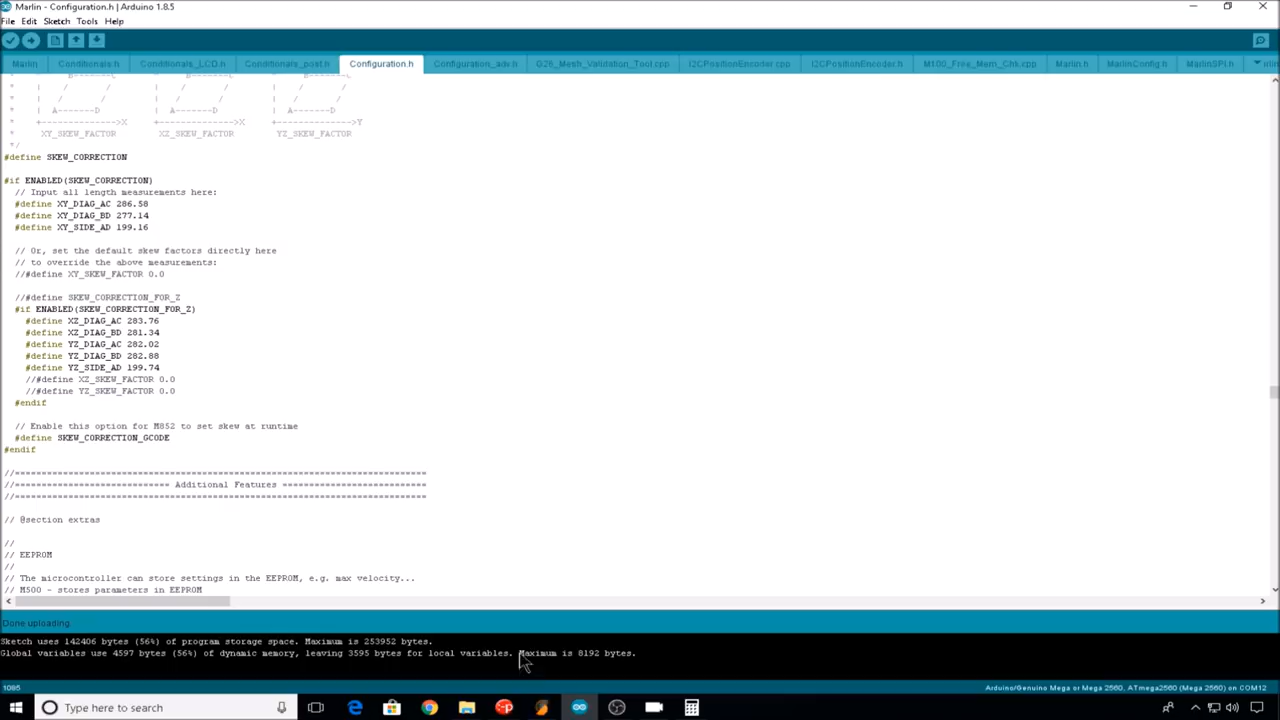 Marlin - Configuration.h | Arduino 1.8.5
File Edit Sketch Tools Help
Marlin Conditionals.h Conditionals_LCD.h Conditionals_post.h Configuration.h Configuration_adv.h G26_Mesh_Validation_Tool.cpp I2CPositionEncoder.cpp I2CPositionEncoder.h M100_Free_Mem_Chk.cpp Marlin.h MarlinConfig.h MarlinSPI.h
* | / / | / / | / /
* | / / | / / | / /
* | A-------D | A-------D | A-------D
* +-------------->X +-------------->X +-------------->Y
* XY_SKEW_FACTOR XZ_SKEW_FACTOR YZ_SKEW_FACTOR
*/
#define SKEW_CORRECTION
#if ENABLED(SKEW_CORRECTION)
// Input all length measurements here:
#define XY_DIAG_AC 286.58
#define XY_DIAG_BD 277.14
#define XY_SIDE_AD 199.16
// Or, set the default skew factors directly here
// to override the above measurements:
//#define XY_SKEW_FACTOR 0.0
//#define SKEW_CORRECTION_FOR_Z
#if ENABLED(SKEW_CORRECTION_FOR_Z)
#define XZ_DIAG_AC 283.76
#define XZ_DIAG_BD 281.34
#define YZ_DIAG_AC 282.02
#define YZ_DIAG_BD 282.88
#define YZ_SIDE_AD 199.74
//#define XZ_SKEW_FACTOR 0.0
//#define YZ_SKEW_FACTOR 0.0
#endif
// Enable this option for M852 to set skew at runtime
#define SKEW_CORRECTION_GCODE
#endif
//=============================================================================
//============================= Additional Features ===========================
//=============================================================================
// @section extras
//
// EEPROM
//
// The microcontroller can store settings in the EEPROM, e.g. max velocity...
// M500 - stores parameters in EEPROM
Done uploading
Sketch uses 142406 bytes (56%) of program storage space. Maximum is 253952 bytes.
Global variables use 4597 bytes (56%) of dynamic memory, leaving 3595 bytes for local variables. Maximum is 8192 bytes.
1085 Arduino/Genuino Mega or Mega 2560, ATmega2560 (Mega 2560) on COM12
Type here to search